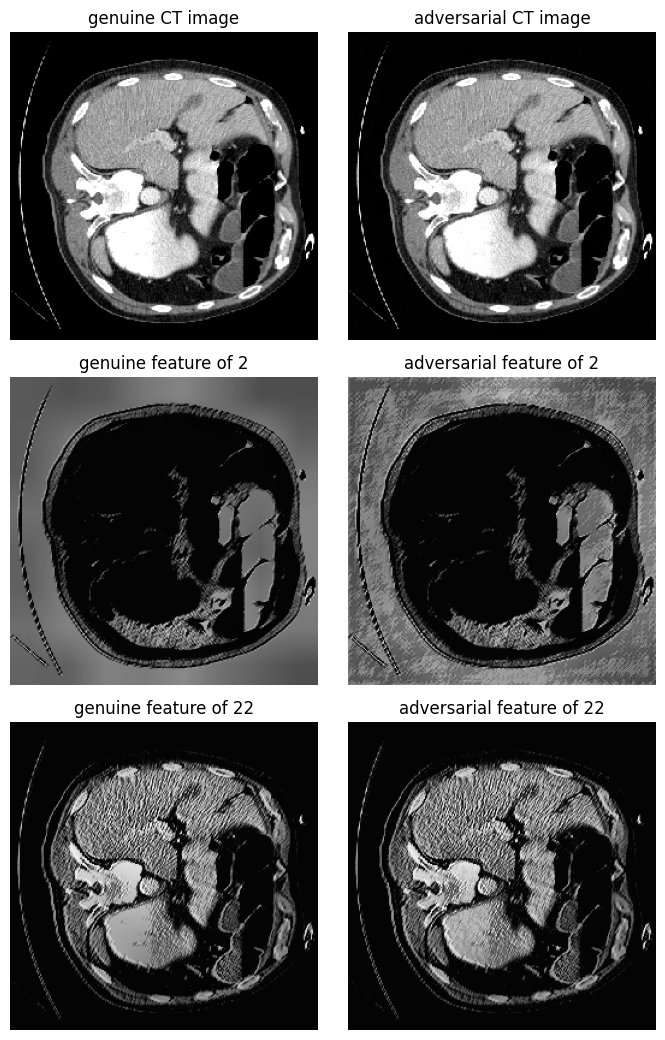 genuine CT image
adversarial CT image
genuine feature of 2
adversarial feature of 2
genuine feature of 22
adversarial feature of 22